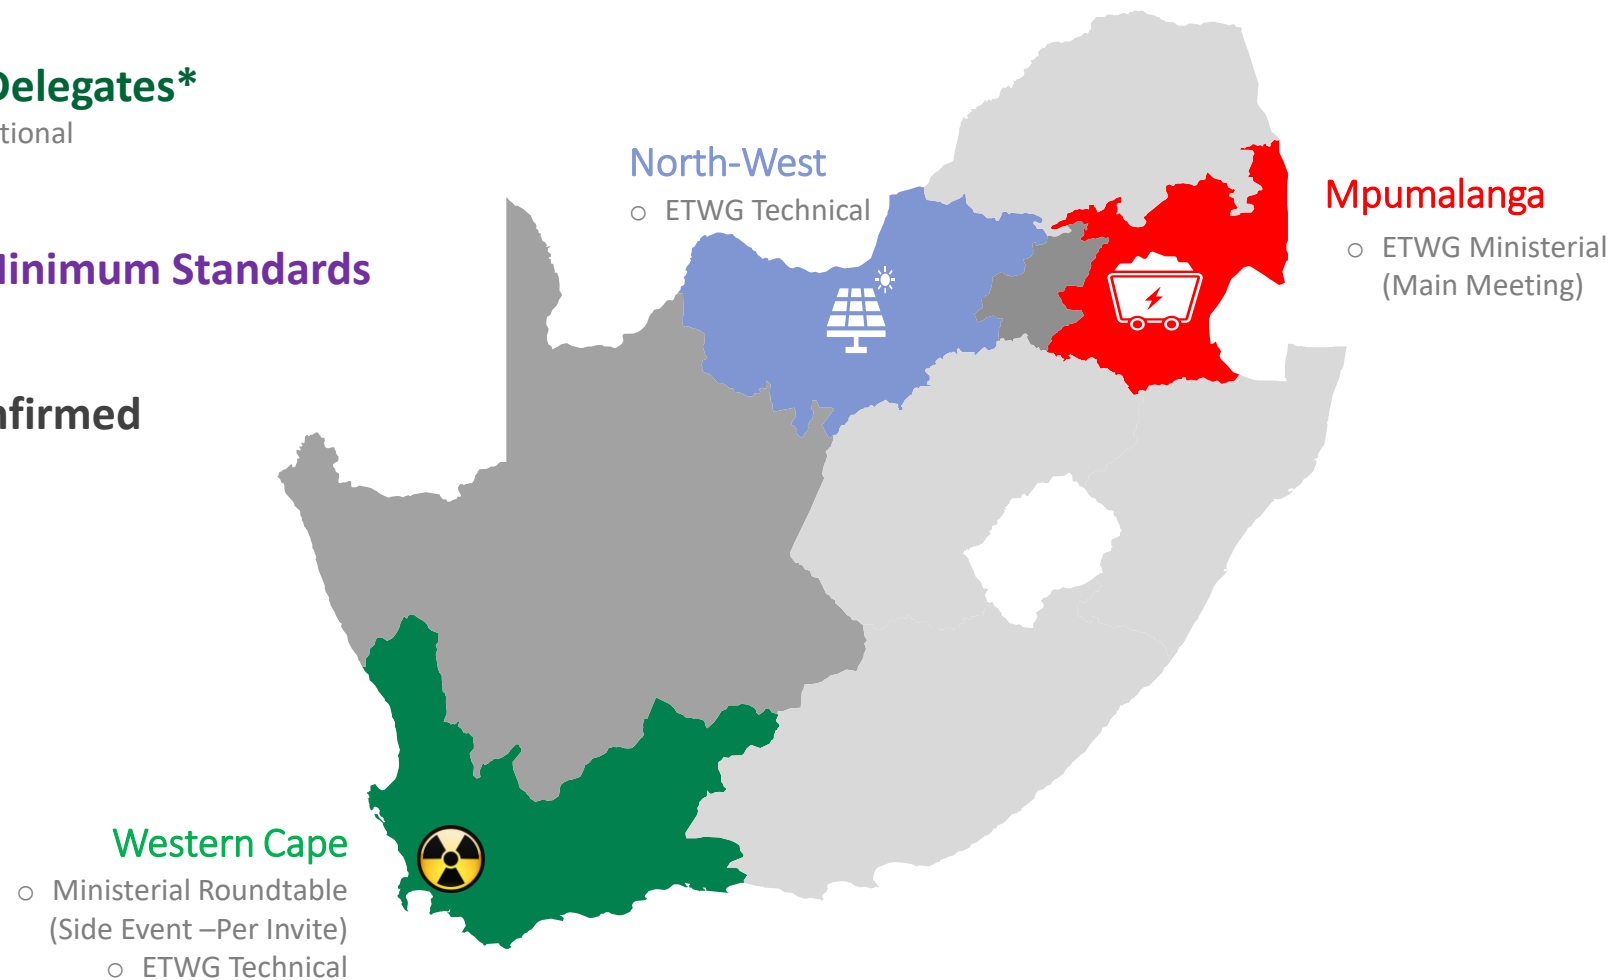 Delegates*
tional
Minimum Standards
nfirmed
North-West
○ ETWG Technical
Mpumalanga
○ ETWG Ministerial
(Main Meeting)
Western Cape
○ Ministerial Roundtable
(Side Event –Per Invite)
○ ETWG Technical